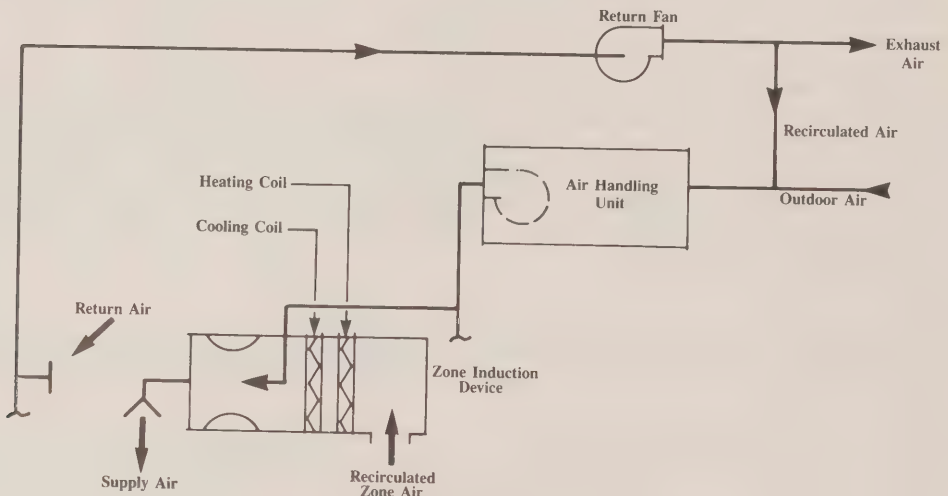 Return Fan
Exhaust
Air
Recirculated Air
Heating Coil
Air Handling
Unit
Outdoor Air
Cooling Coil
Return Air
Zone Induction
Device
Supply Air
Recirculated
Zone Air